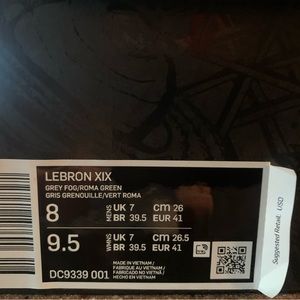 LEBRON XIX
GREY FOG/ROMA GREEN
GRIS GRENOUILLE/VERT ROMA
8 MENS UK 7 CM 26
BR 39.5 EUR 41
9.5 WMNS UK 7 CM 26.5
BR 39.5 EUR 41
DC9339 001
MADE IN VIETNAM /
FABRIQUE AU VIETNAM /
FABRICADO NO VIETNÃ /
HECHO EN VIETNAM
Suggested Retail USD